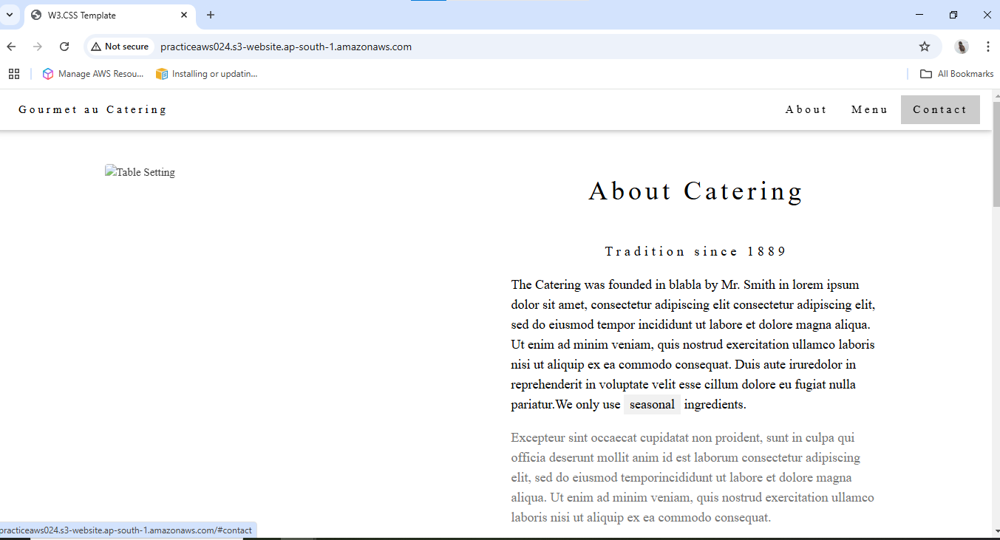 W3.CSS Template
Not secure
practiceaws024.s3-website.ap-south-1.amazonaws.com
Manage AWS Resou...
Installing or updatin...
All Bookmarks
Gourmet au Catering
About
Menu
Contact
Table Setting
About Catering
Tradition since 1889
The Catering was founded in blabla by Mr. Smith in lorem ipsum
dolor sit amet, consectetur adipiscing elit consectetur adipiscing elit,
sed do eiusmod tempor incididunt ut labore et dolore magna aliqua.
Ut enim ad minim veniam, quis nostrud exercitation ullamco laboris
nisi ut aliquip ex ea commodo consequat. Duis aute iruredolor in
reprehenderit in voluptate velit esse cillum dolore eu fugiat nulla
pariatur.We only use seasonal ingredients.
Excepteur sint occaecat cupidatat non proident, sunt in culpa qui
officia deserunt mollit anim id est laborum consectetur adipiscing
elit, sed do eiusmod temporincididunt ut labore et dolore magna
aliqua. Ut enim ad minim veniam, quis nostrud exercitation ullamco
laboris nisi ut aliquip ex ea commodo consequat.
practiceaws024.s3-website.ap-south-1.amazonaws.com/#contact